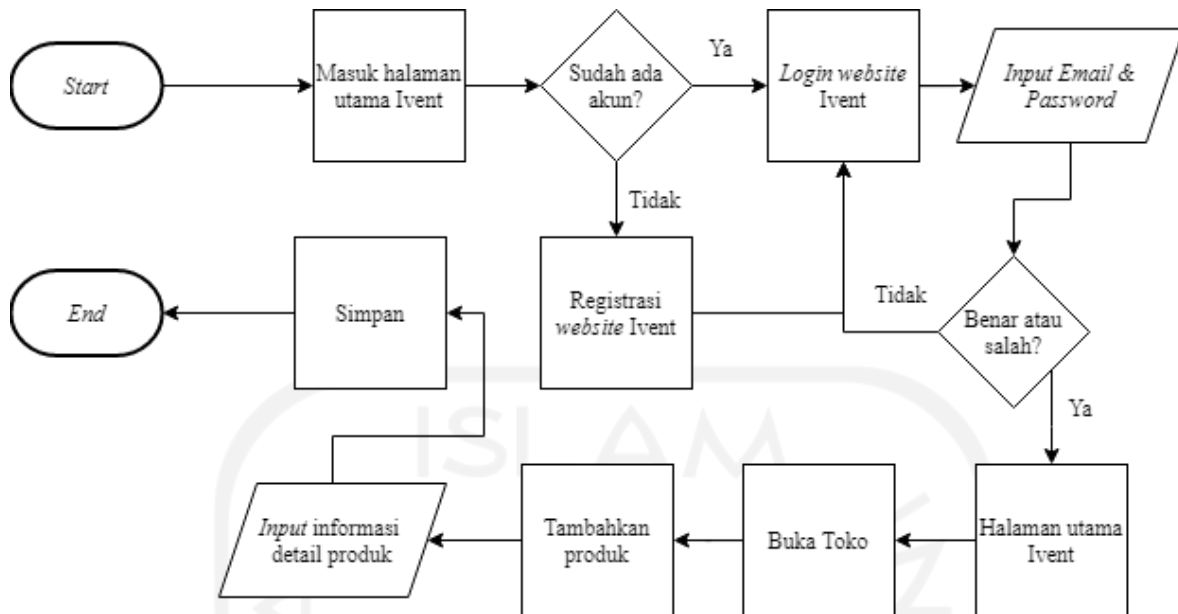 Start
Masuk halaman
utama Ivent
Sudah ada
akun?
Ya
Login website
Ivent
Input Email &
Password
Tidak
Registrasi
website Ivent
Tidak
Benar atau
salah?
Ya
Halaman utama
Ivent
Buka Toko
Tambahkan
produk
Input informasi
detail produk
Simpan
End
ISLAM